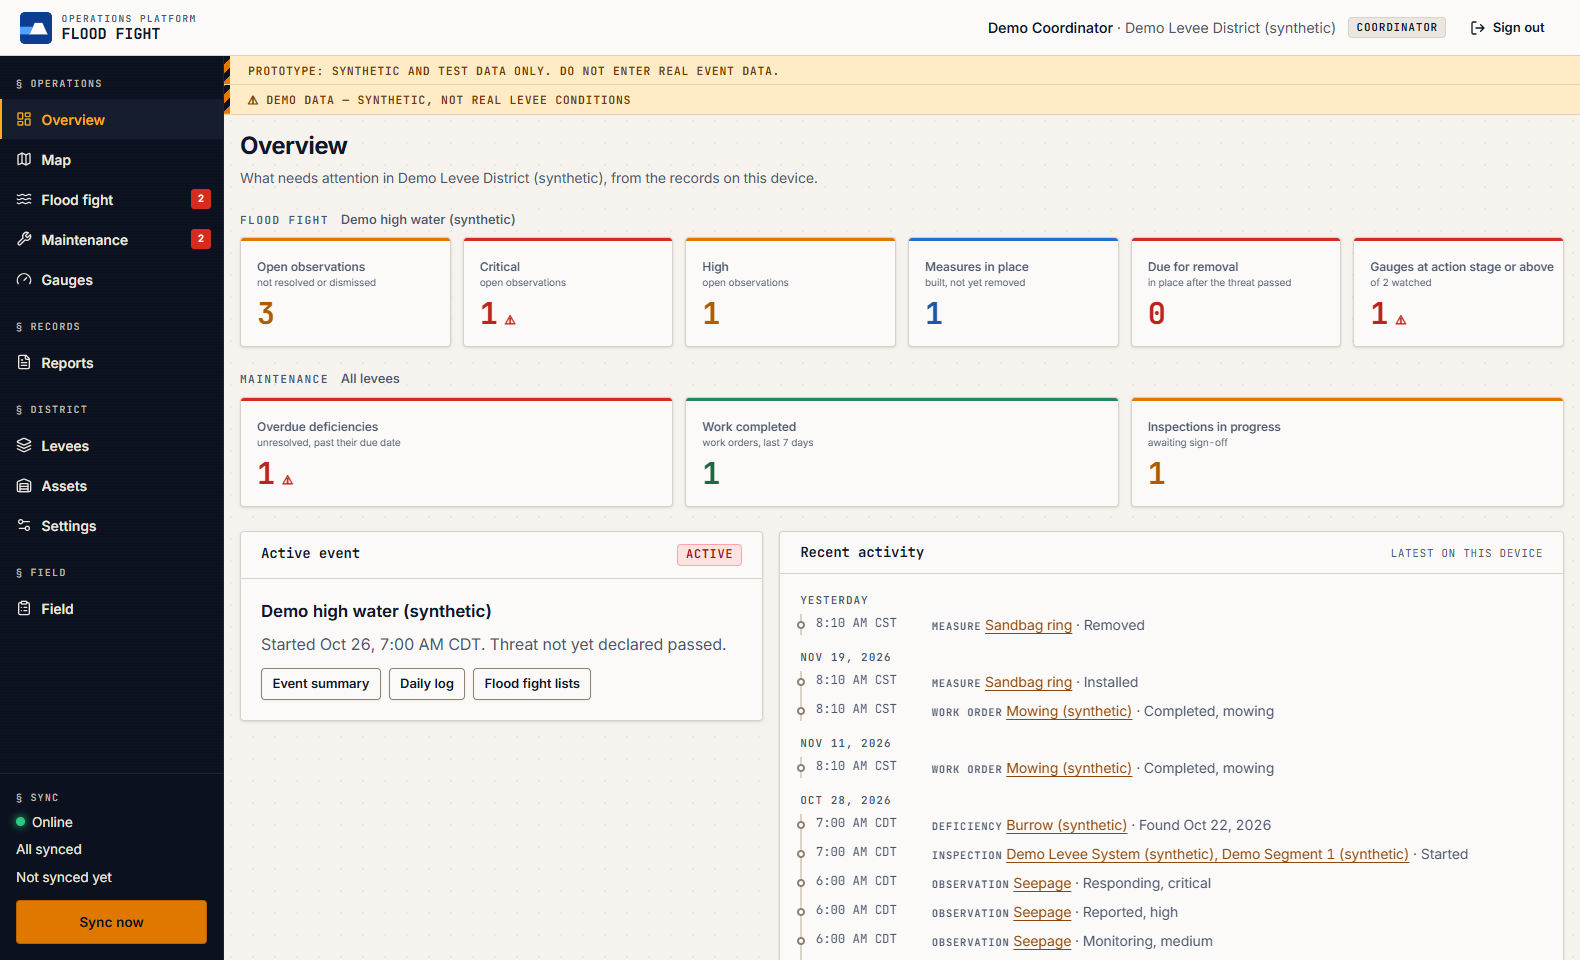 OPERATIONS PLATFORM
FLOOD FIGHT
Demo Coordinator · Demo Levee District (synthetic)
COORDINATOR
Sign out
§ OPERATIONS
Overview
Map
Flood fight 2
Maintenance 2
Gauges
§ RECORDS
Reports
§ DISTRICT
Levees
Assets
Settings
§ FIELD
Field
§ SYNC
Online
All synced
Not synced yet
Sync now
PROTOTYPE: SYNTHETIC AND TEST DATA ONLY. DO NOT ENTER REAL EVENT DATA.
⚠ DEMO DATA — SYNTHETIC, NOT REAL LEVEE CONDITIONS
Overview
What needs attention in Demo Levee District (synthetic), from the records on this device.
FLOOD FIGHT Demo high water (synthetic)
Open observations
not resolved or dismissed
3
Critical
open observations
1 ⚠
High
open observations
1
Measures in place
built, not yet removed
1
Due for removal
in place after the threat passed
0
Gauges at action stage or above
of 2 watched
1 ⚠
MAINTENANCE All levees
Overdue deficiencies
unresolved, past their due date
1 ⚠
Work completed
work orders, last 7 days
1
Inspections in progress
awaiting sign-off
1
Active event
ACTIVE
Demo high water (synthetic)
Started Oct 26, 7:00 AM CDT. Threat not yet declared passed.
Event summary
Daily log
Flood fight lists
Recent activity
LATEST ON THIS DEVICE
YESTERDAY
8:10 AM CST MEASURE Sandbag ring · Removed
NOV 19, 2026
8:10 AM CST MEASURE Sandbag ring · Installed
8:10 AM CST WORK ORDER Mowing (synthetic) · Completed, mowing
NOV 11, 2026
8:10 AM CST WORK ORDER Mowing (synthetic) · Completed, mowing
OCT 28, 2026
7:00 AM CDT DEFICIENCY Burrow (synthetic) · Found Oct 22, 2026
7:00 AM CDT INSPECTION Demo Levee System (synthetic), Demo Segment 1 (synthetic) · Started
6:00 AM CDT OBSERVATION Seepage · Responding, critical
6:00 AM CDT OBSERVATION Seepage · Reported, high
6:00 AM CDT OBSERVATION Seepage · Monitoring, medium